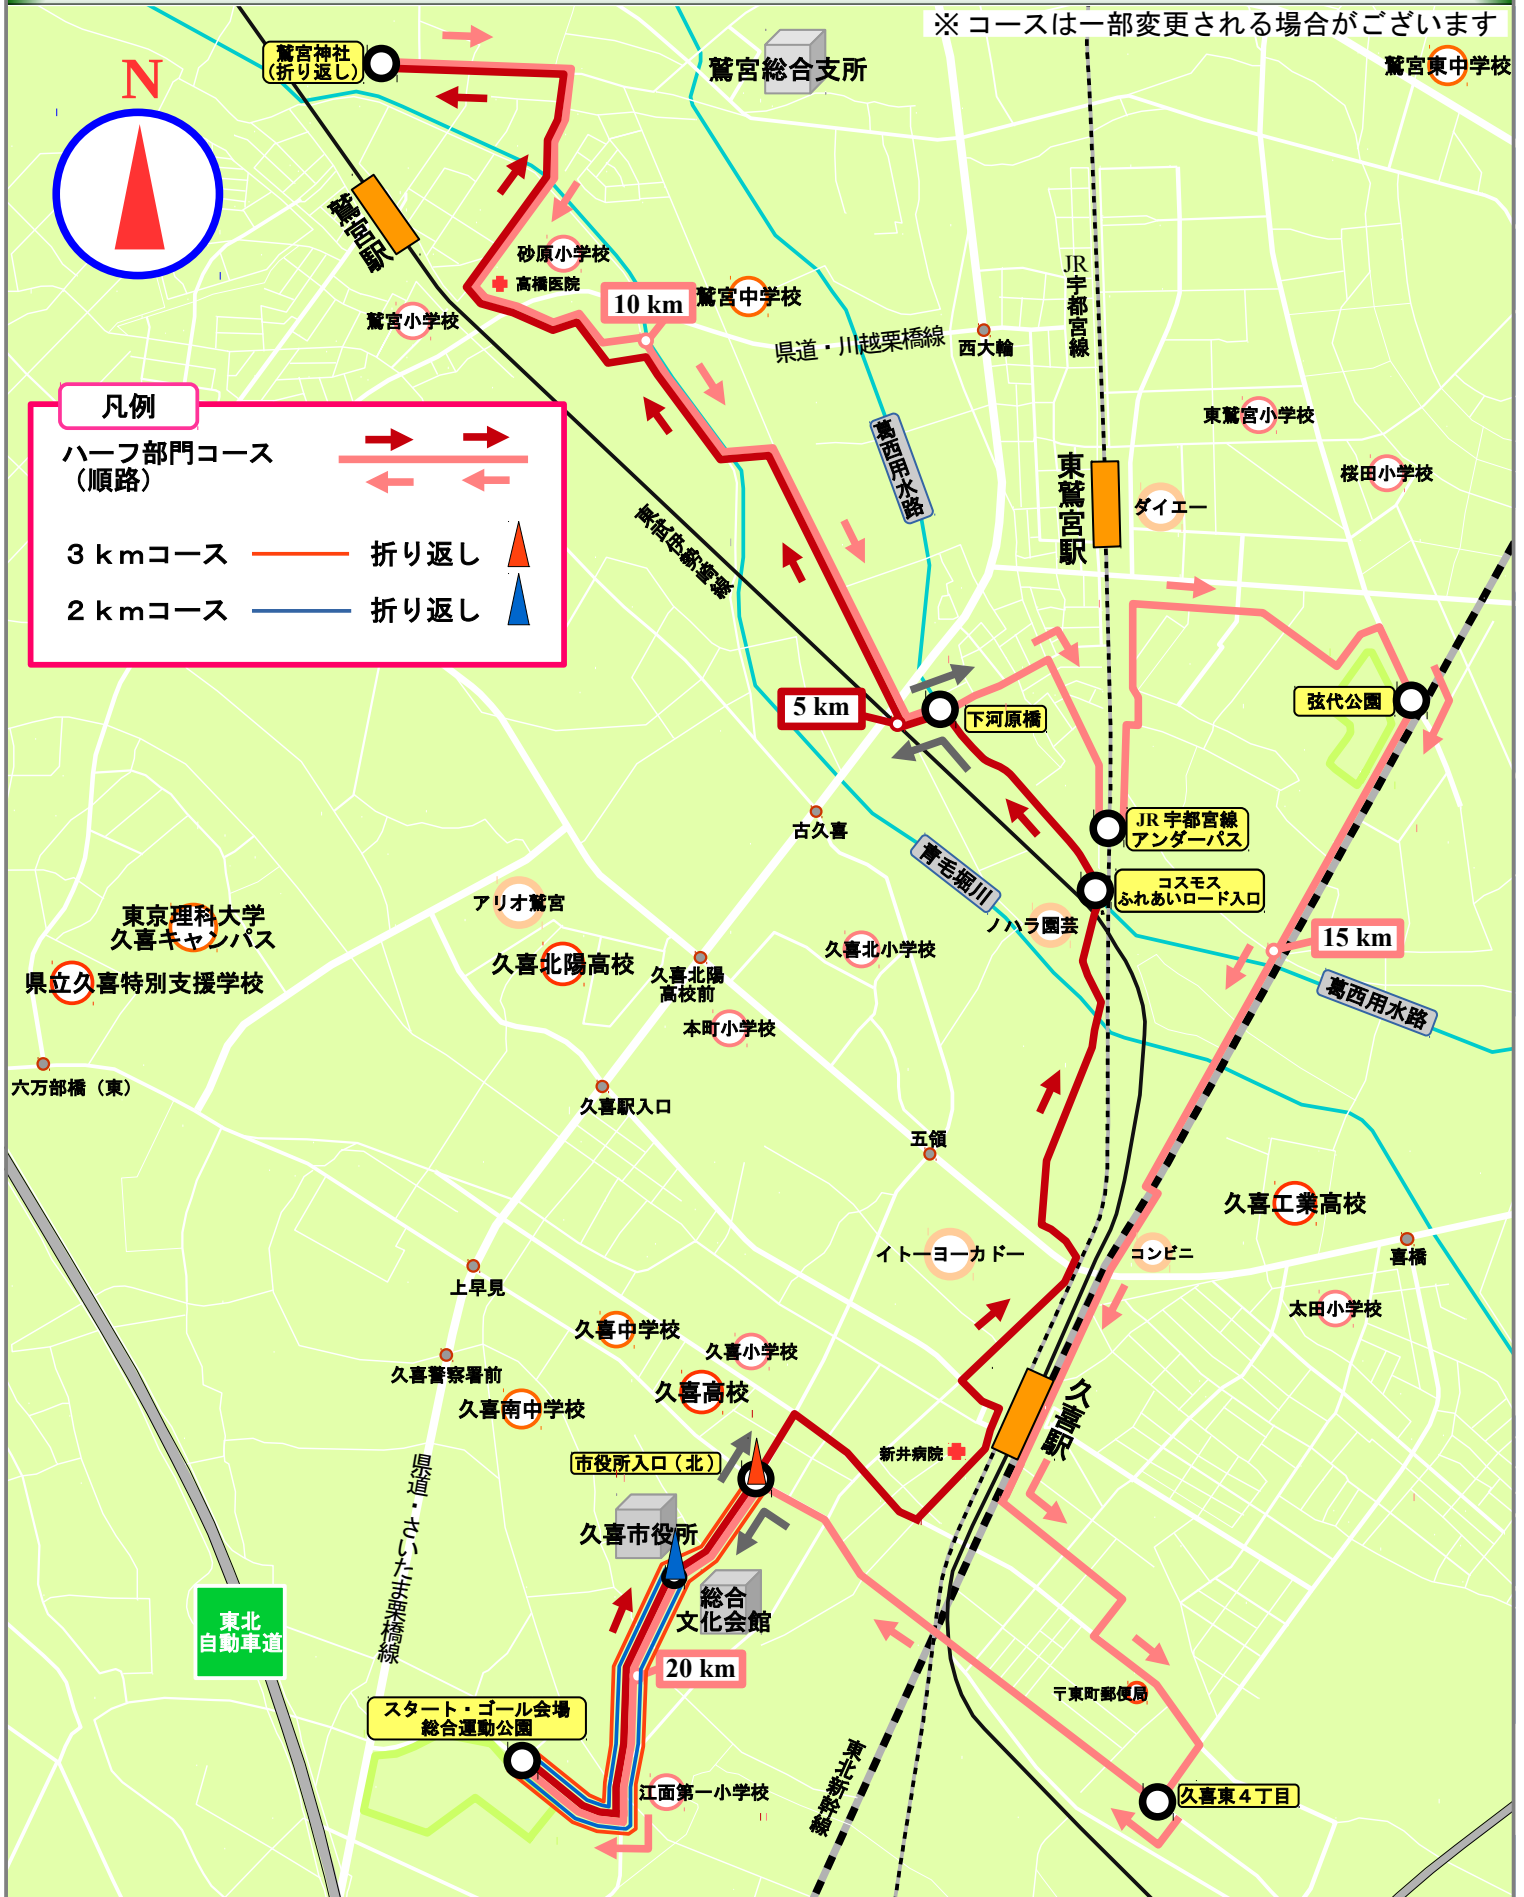 ※ コースは一部変更される場合がございます
鷲宮神社
(折り返し)
鷲宮総合支所
鷲宮東中学校
N
鷲宮駅
砂原小学校
高橋医院
10 km
鷲宮中学校
鷲宮小学校
JR宇都宮線
県道・川越栗橋線
西大輪
凡例
ハーフ部門コース
（順路）
３ｋｍコース
折り返し
２ｋｍコース
折り返し
葛西用水路
東鷲宮小学校
桜田小学校
東鷲宮駅
ダイエー
東武伊勢崎線
5 km
下河原橋
弦代公園
古久喜
JR 宇都宮線
アンダーパス
青毛堀川
コスモス
ふれあいロード入口
アリオ鷲宮
東京理科大学
久喜キャンパス
ノハラ園芸
15 km
久喜北陽高校
久喜北陽
高校前
久喜北小学校
県立久喜特別支援学校
葛西用水路
本町小学校
六万部橋（東）
久喜駅入口
五領
久喜工業高校
イトーヨーカドー
コンビニ
喜橋
上早見
太田小学校
久喜中学校
久喜小学校
久喜警察署前
久喜高校
久喜南中学校
久喜駅
新井病院
市役所入口（北）
県道・さいたま栗橋線
久喜市役所
総合
文化会館
東北
自動車道
20 km
〒東町郵便局
スタート・ゴール会場
総合運動公園
東北新幹線
江面第一小学校
久喜東４丁目